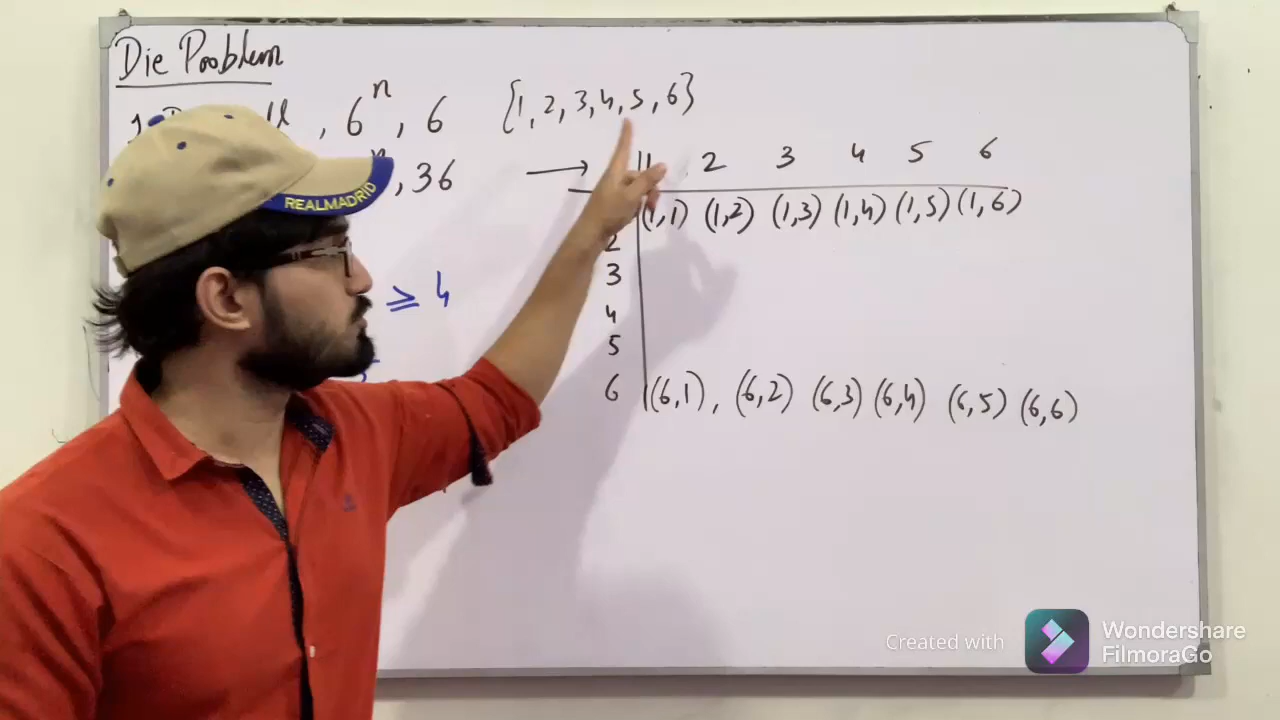 Die Problem
, 6ⁿ, 6 {1, 2, 3, 4, 5, 6}
, 36 → 1 2 3 4 5 6
(1,1) (1,2) (1,3) (1,4) (1,5) (1,6)
2
3
≥ 4
4
5
6 (6,1), (6,2) (6,3) (6,4) (6,5) (6,6)
REALMADRID
Created with
Wondershare
FilmoraGo